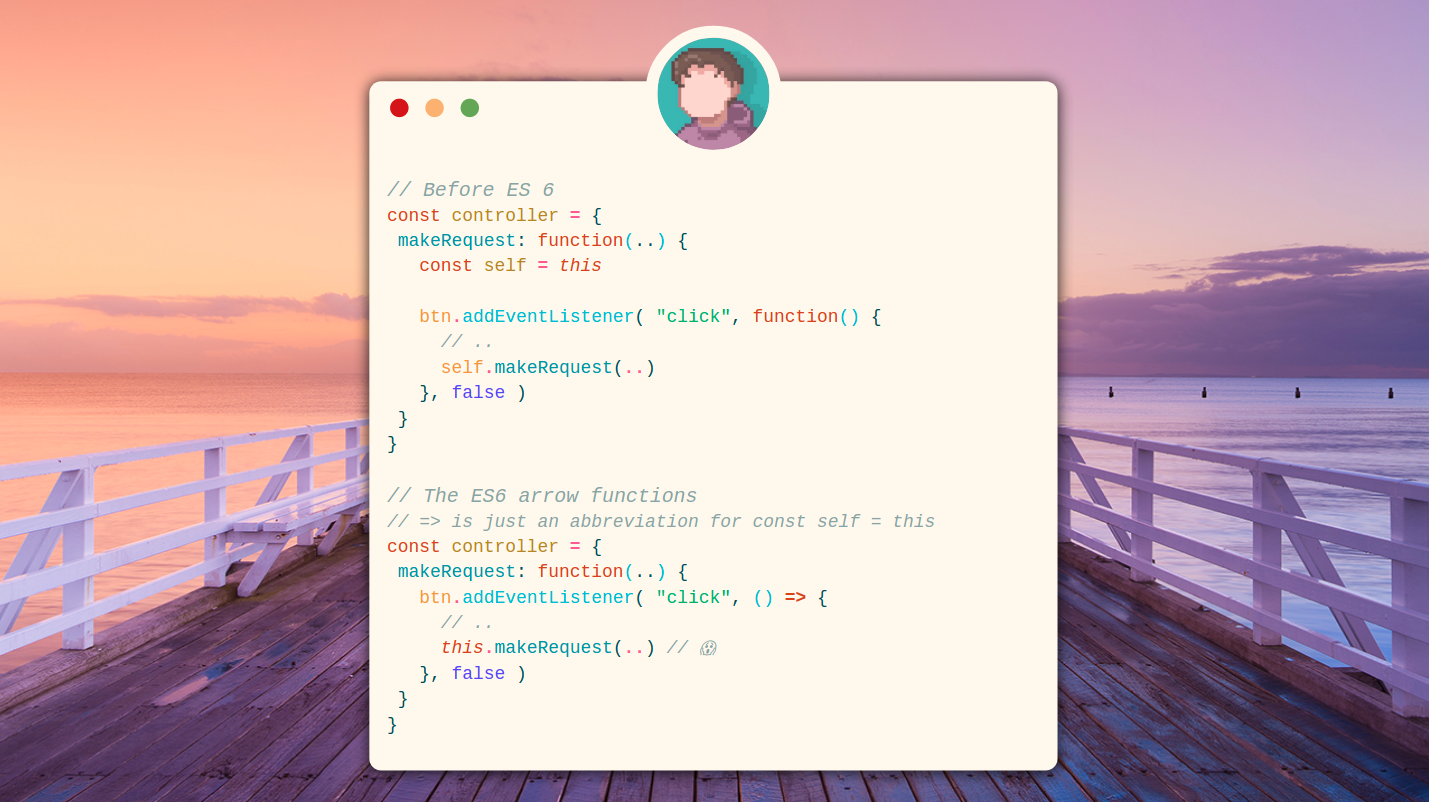 // Before ES 6
const controller = {
 makeRequest: function(..) {
   const self = this
   btn.addEventListener( "click", function() {
     // ..
     self.makeRequest(..)
   }, false )
 }
}
// The ES6 arrow functions
// => is just an abbreviation for const self = this
const controller = {
 makeRequest: function(..) {
   btn.addEventListener( "click", () => {
     // ..
     this.makeRequest(..) // 😱
   }, false )
 }
}